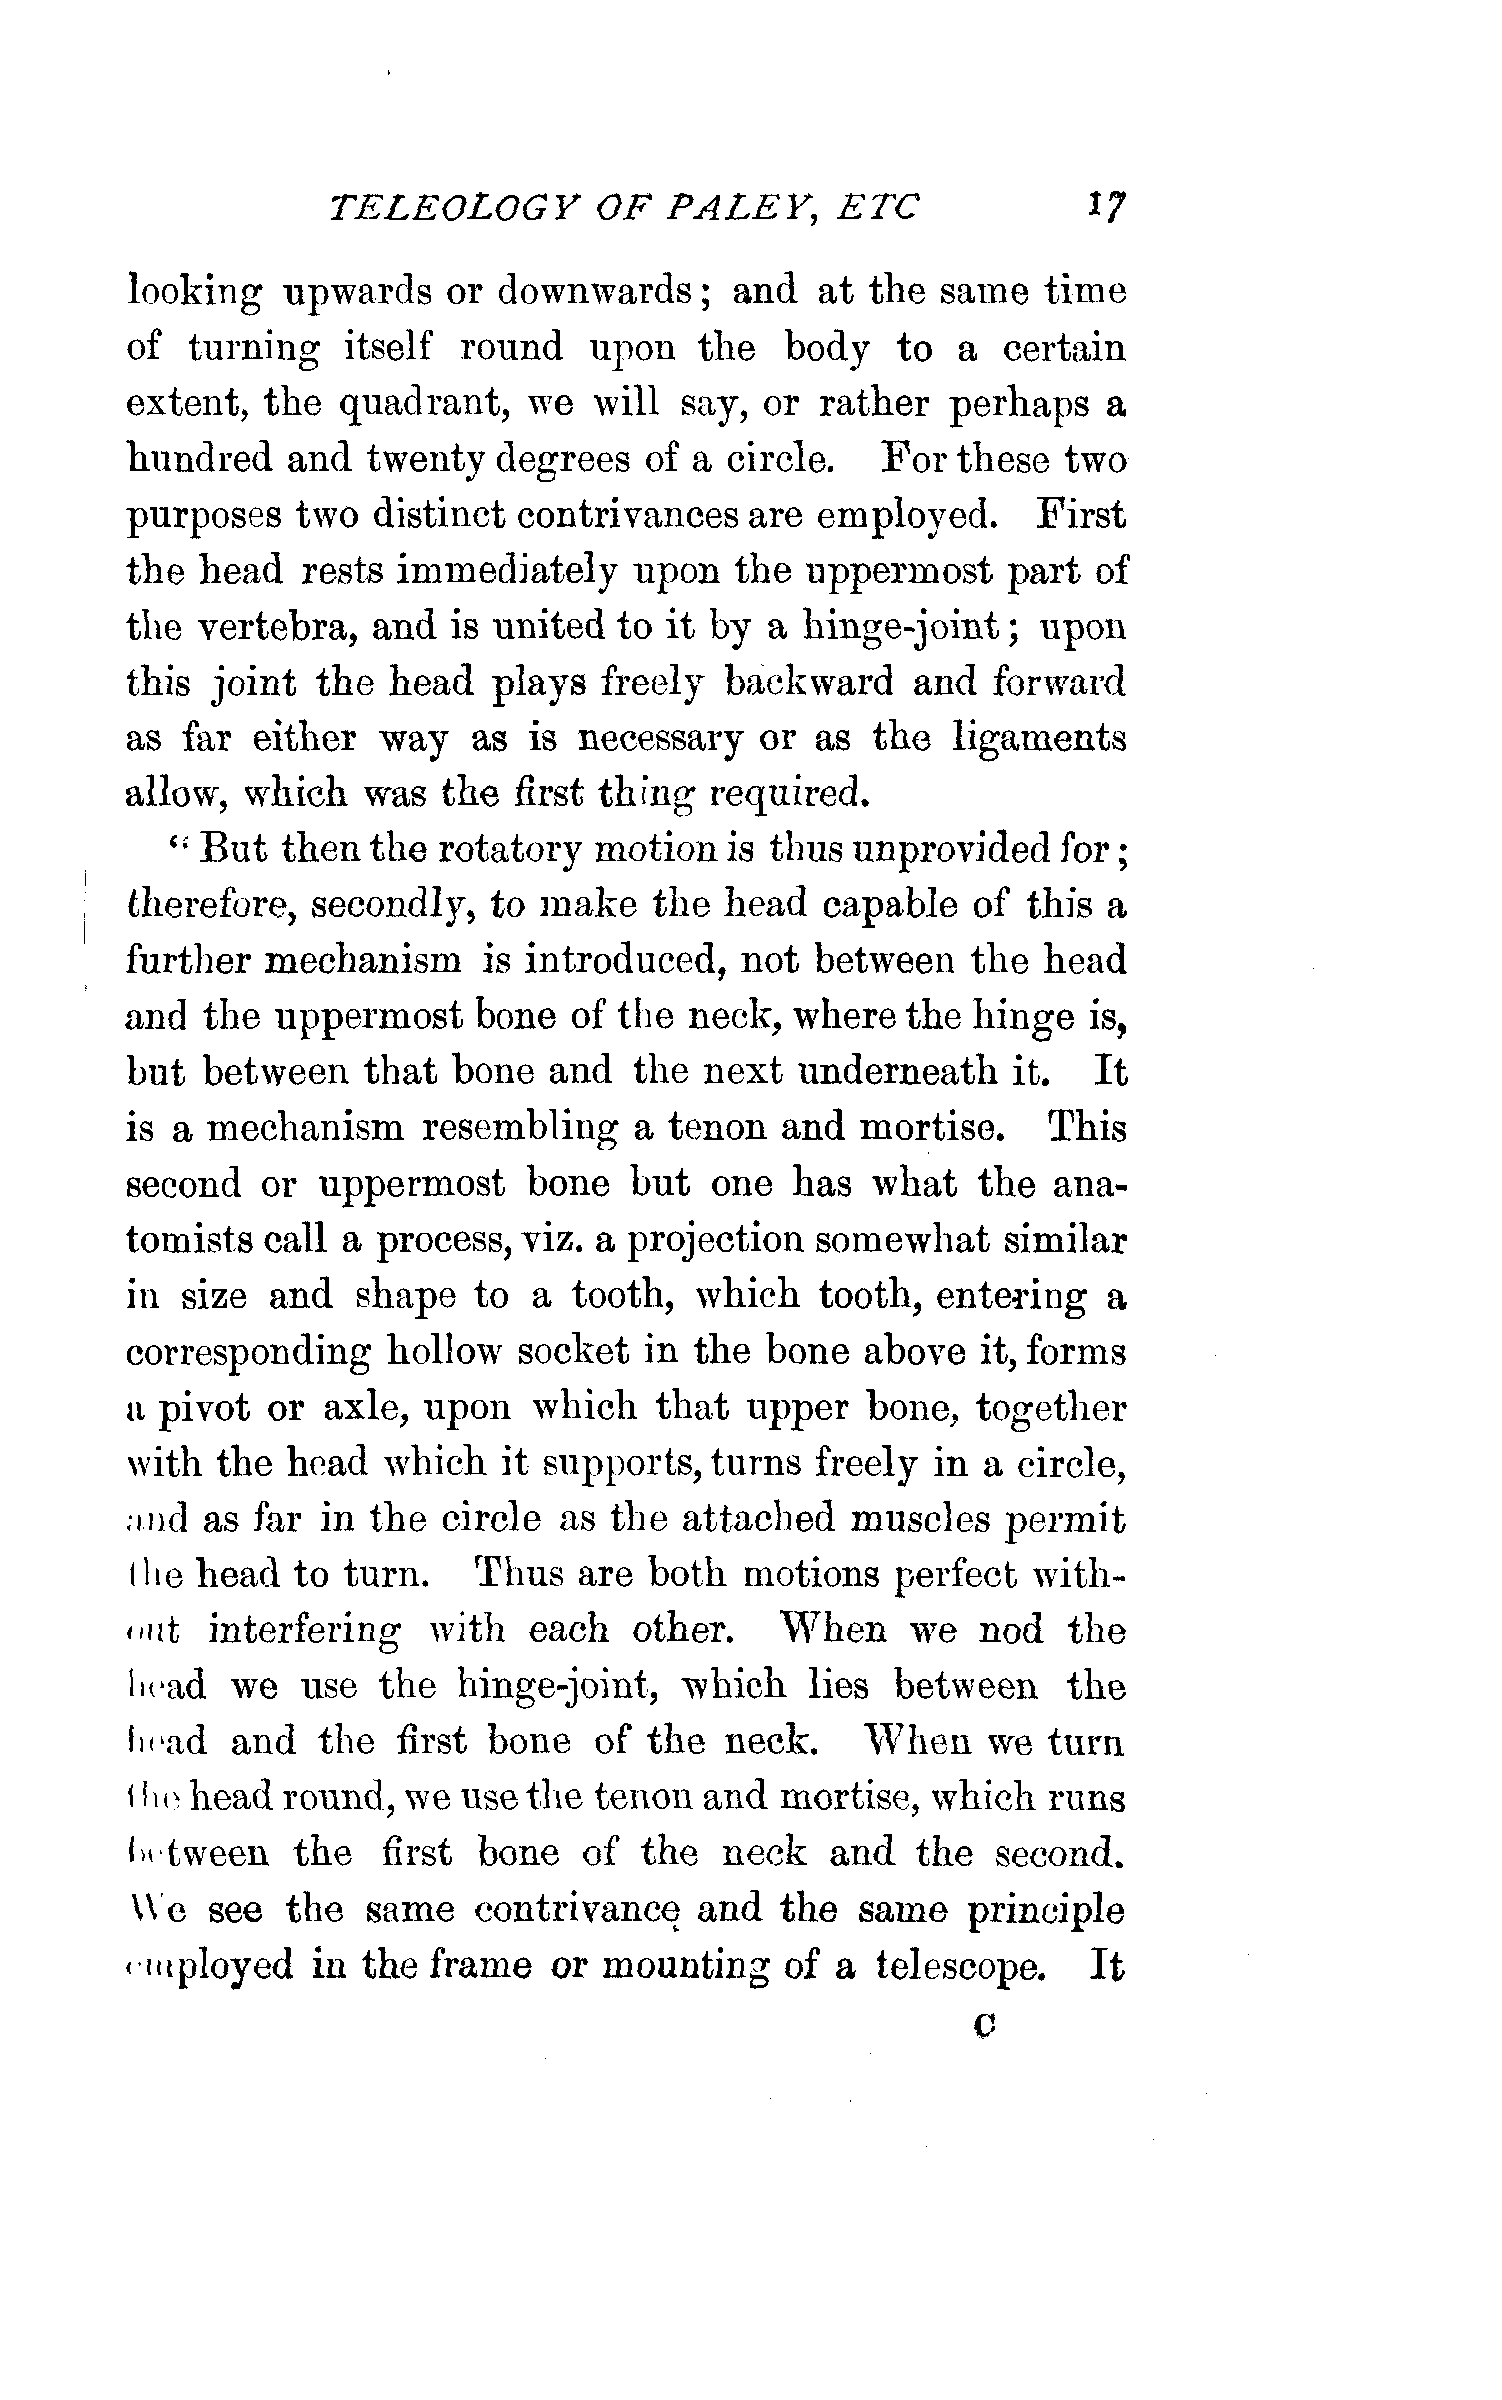 TELEOLOGY OF PALEY, ETC 17
looking upwards or downwards; and at the same time
of turning itself round upon the body to a certain
extent, the quadrant, we will say, or rather perhaps a
hundred and twenty degrees of a circle. For these two
purposes two distinct contrivances are employed. First
the head rests immediately upon the uppermost part of
the vertebra, and is united to it by a hinge-joint; upon
this joint the head plays freely backward and forward
as far either way as is necessary or as the ligaments
allow, which was the first thing required.
"But then the rotatory motion is thus unprovided for;
therefore, secondly, to make the head capable of this a
further mechanism is introduced, not between the head
and the uppermost bone of the neck, where the hinge is,
but between that bone and the next underneath it. It
is a mechanism resembling a tenon and mortise. This
second or uppermost bone but one has what the ana-
tomists call a process, viz. a projection somewhat similar
in size and shape to a tooth, which tooth, entering a
corresponding hollow socket in the bone above it, forms
a pivot or axle, upon which that upper bone, together
with the head which it supports, turns freely in a circle,
and as far in the circle as the attached muscles permit
the head to turn. Thus are both motions perfect with-
out interfering with each other. When we nod the
head we use the hinge-joint, which lies between the
head and the first bone of the neck. When we turn
the head round, we use the tenon and mortise, which runs
between the first bone of the neck and the second.
We see the same contrivance and the same principle
employed in the frame or mounting of a telescope. It
C